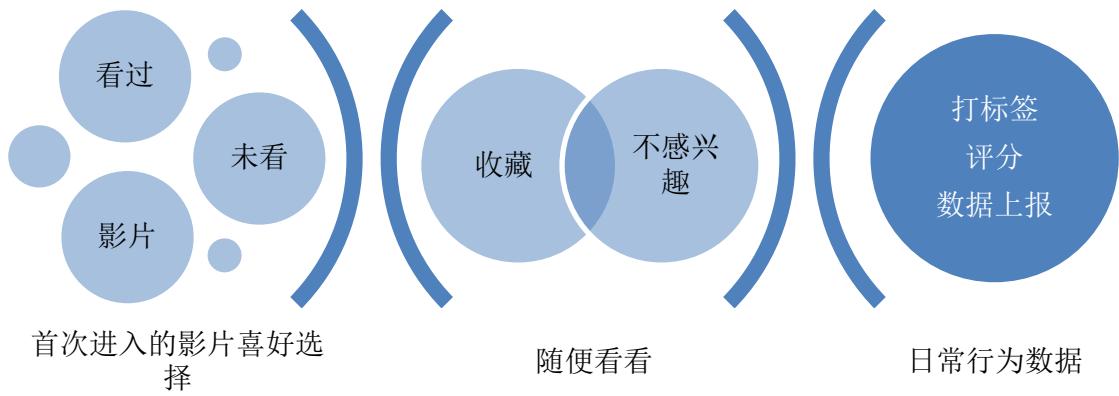 看过
未看
影片
首次进入的影片喜好选
择
收藏
不感兴
趣
随便看看
打标签
评分
数据上报
日常行为数据